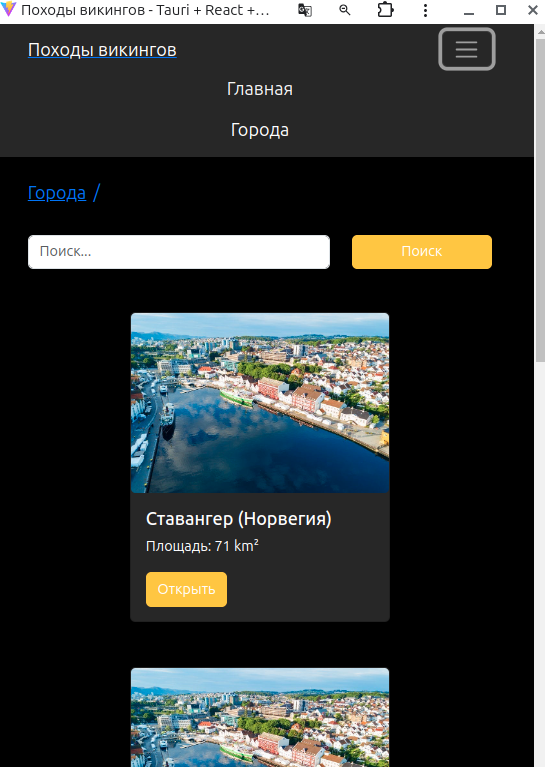 Походы викингов - Tauri + React +...
Походы викингов
Главная
Города
Города /
Поиск...
Поиск
Ставангер (Норвегия)
Площадь: 71 km²
Открыть